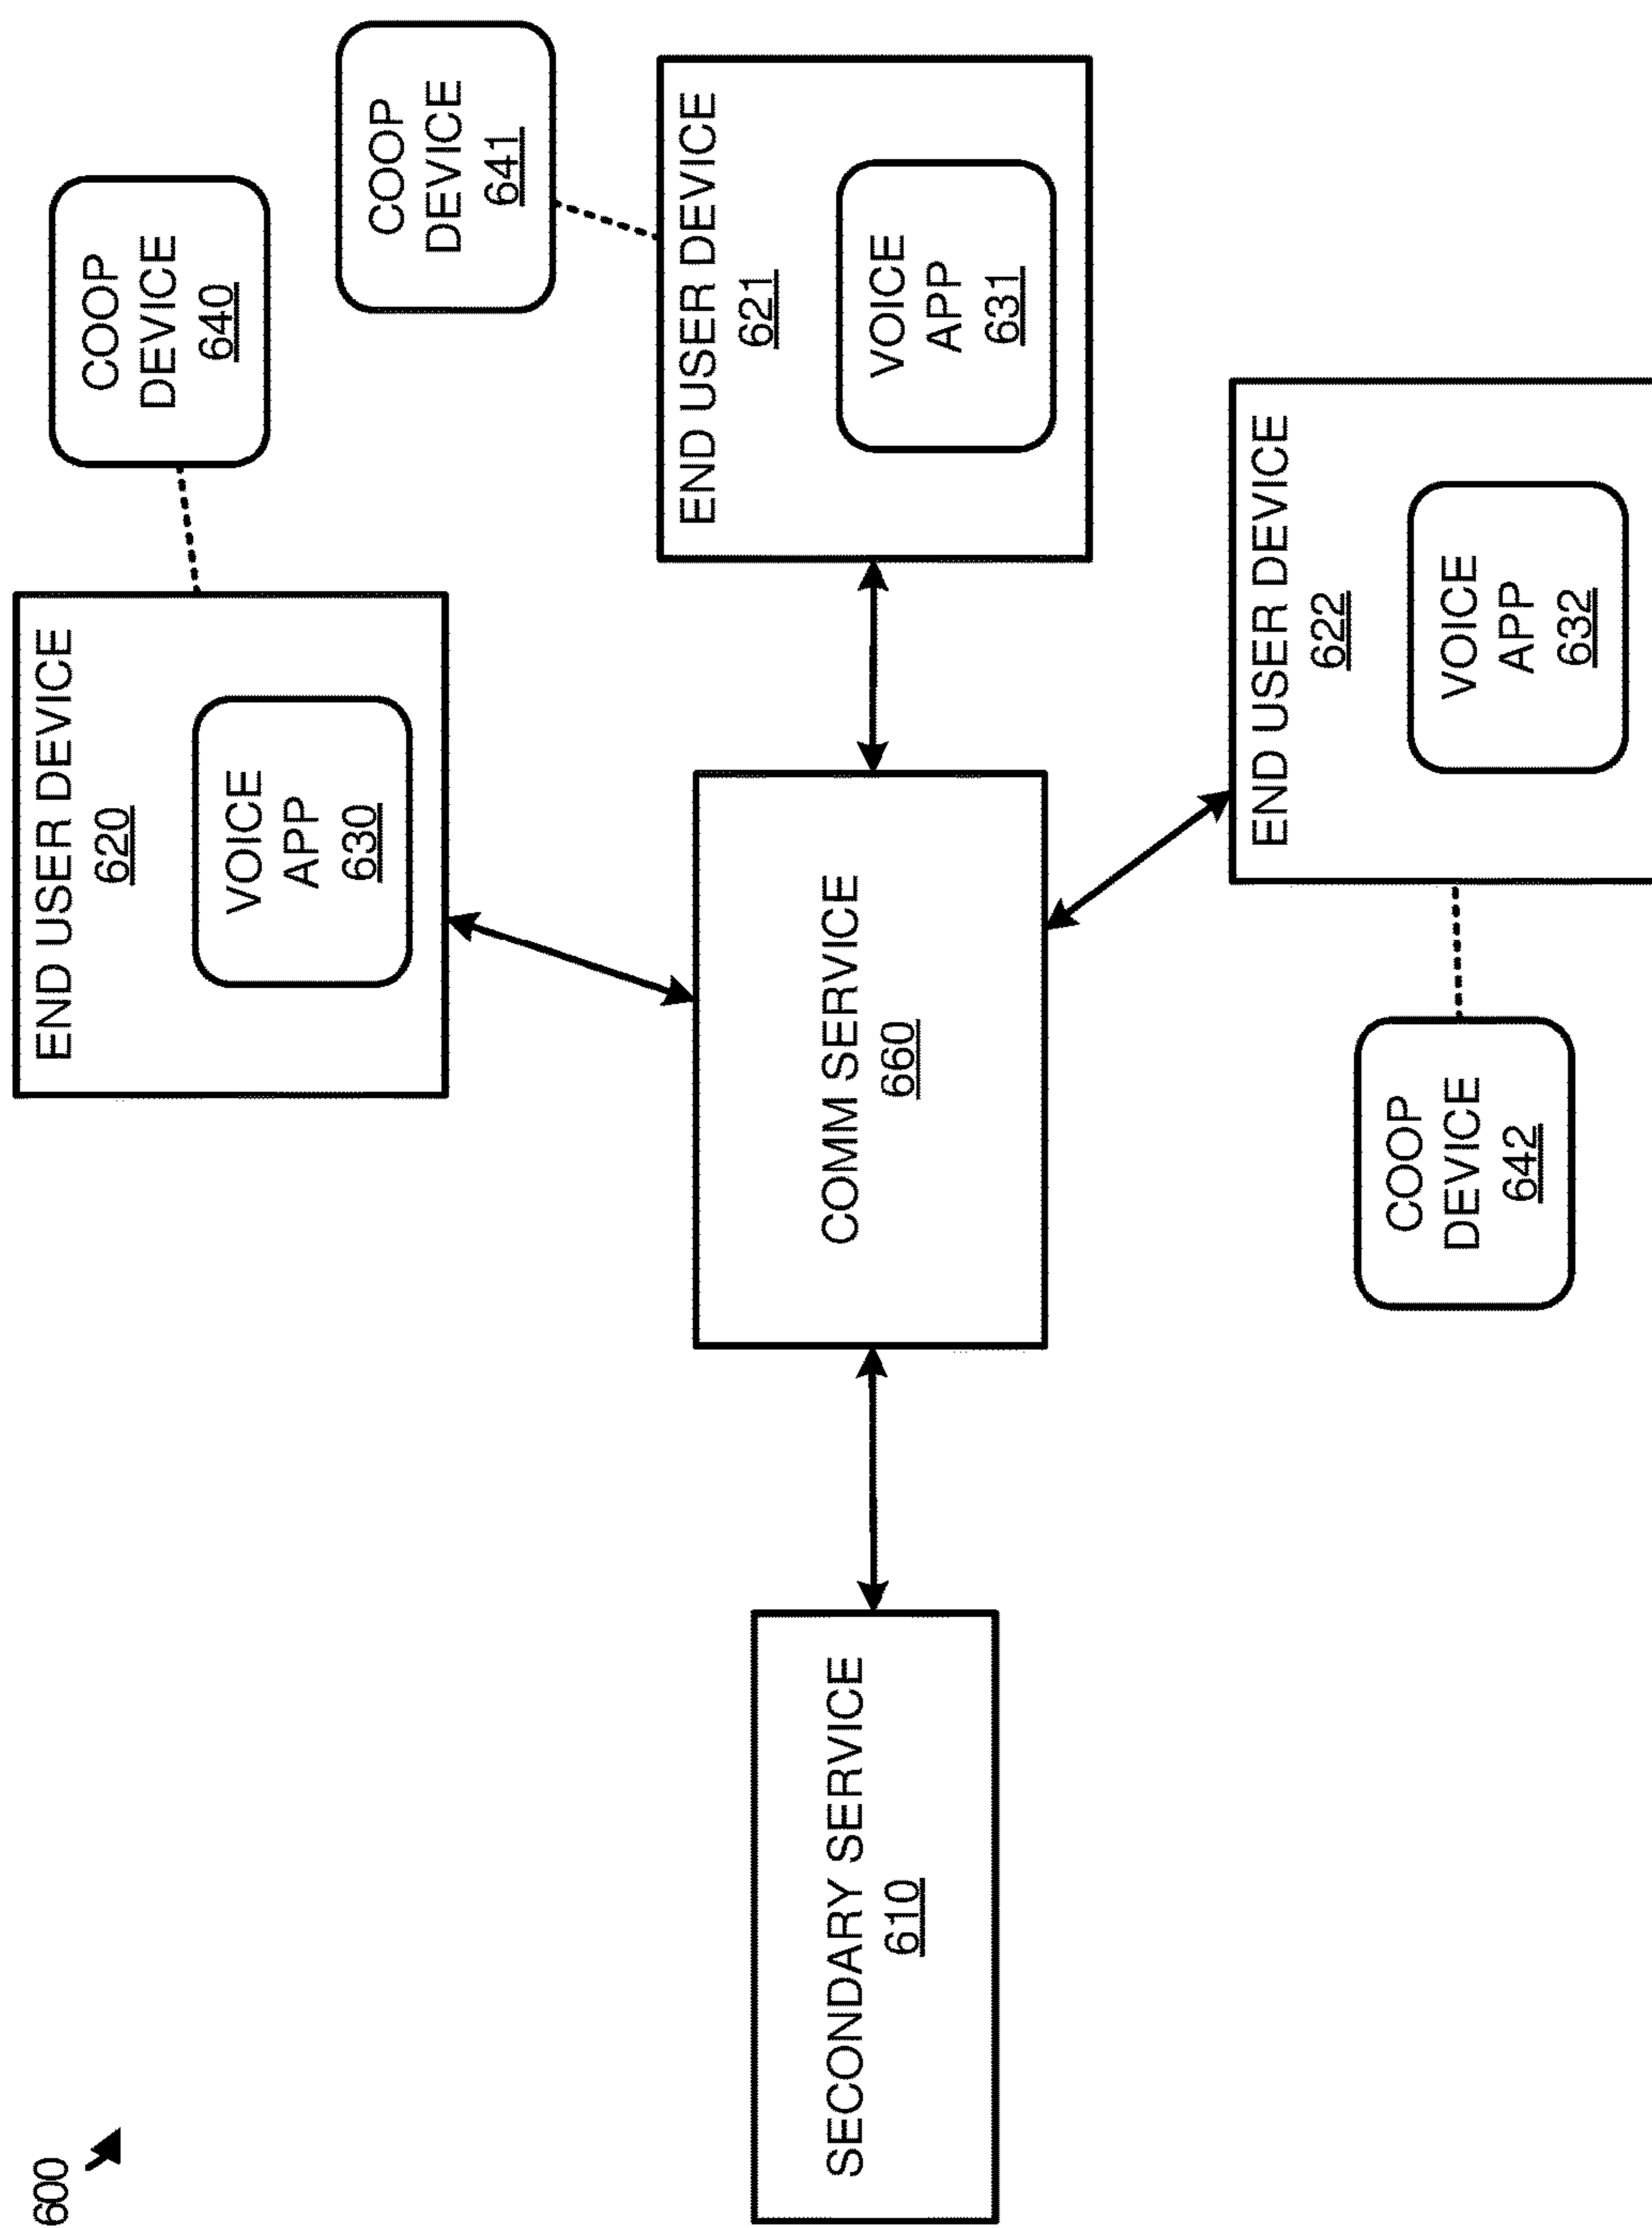 600
SECONDARY SERVICE
610
COMM SERVICE
660
END USER DEVICE
620
VOICE
APP
630
COOP
DEVICE
640
COOP
DEVICE
641
END USER DEVICE
621
VOICE
APP
631
END USER DEVICE
622
VOICE
APP
632
COOP
DEVICE
642